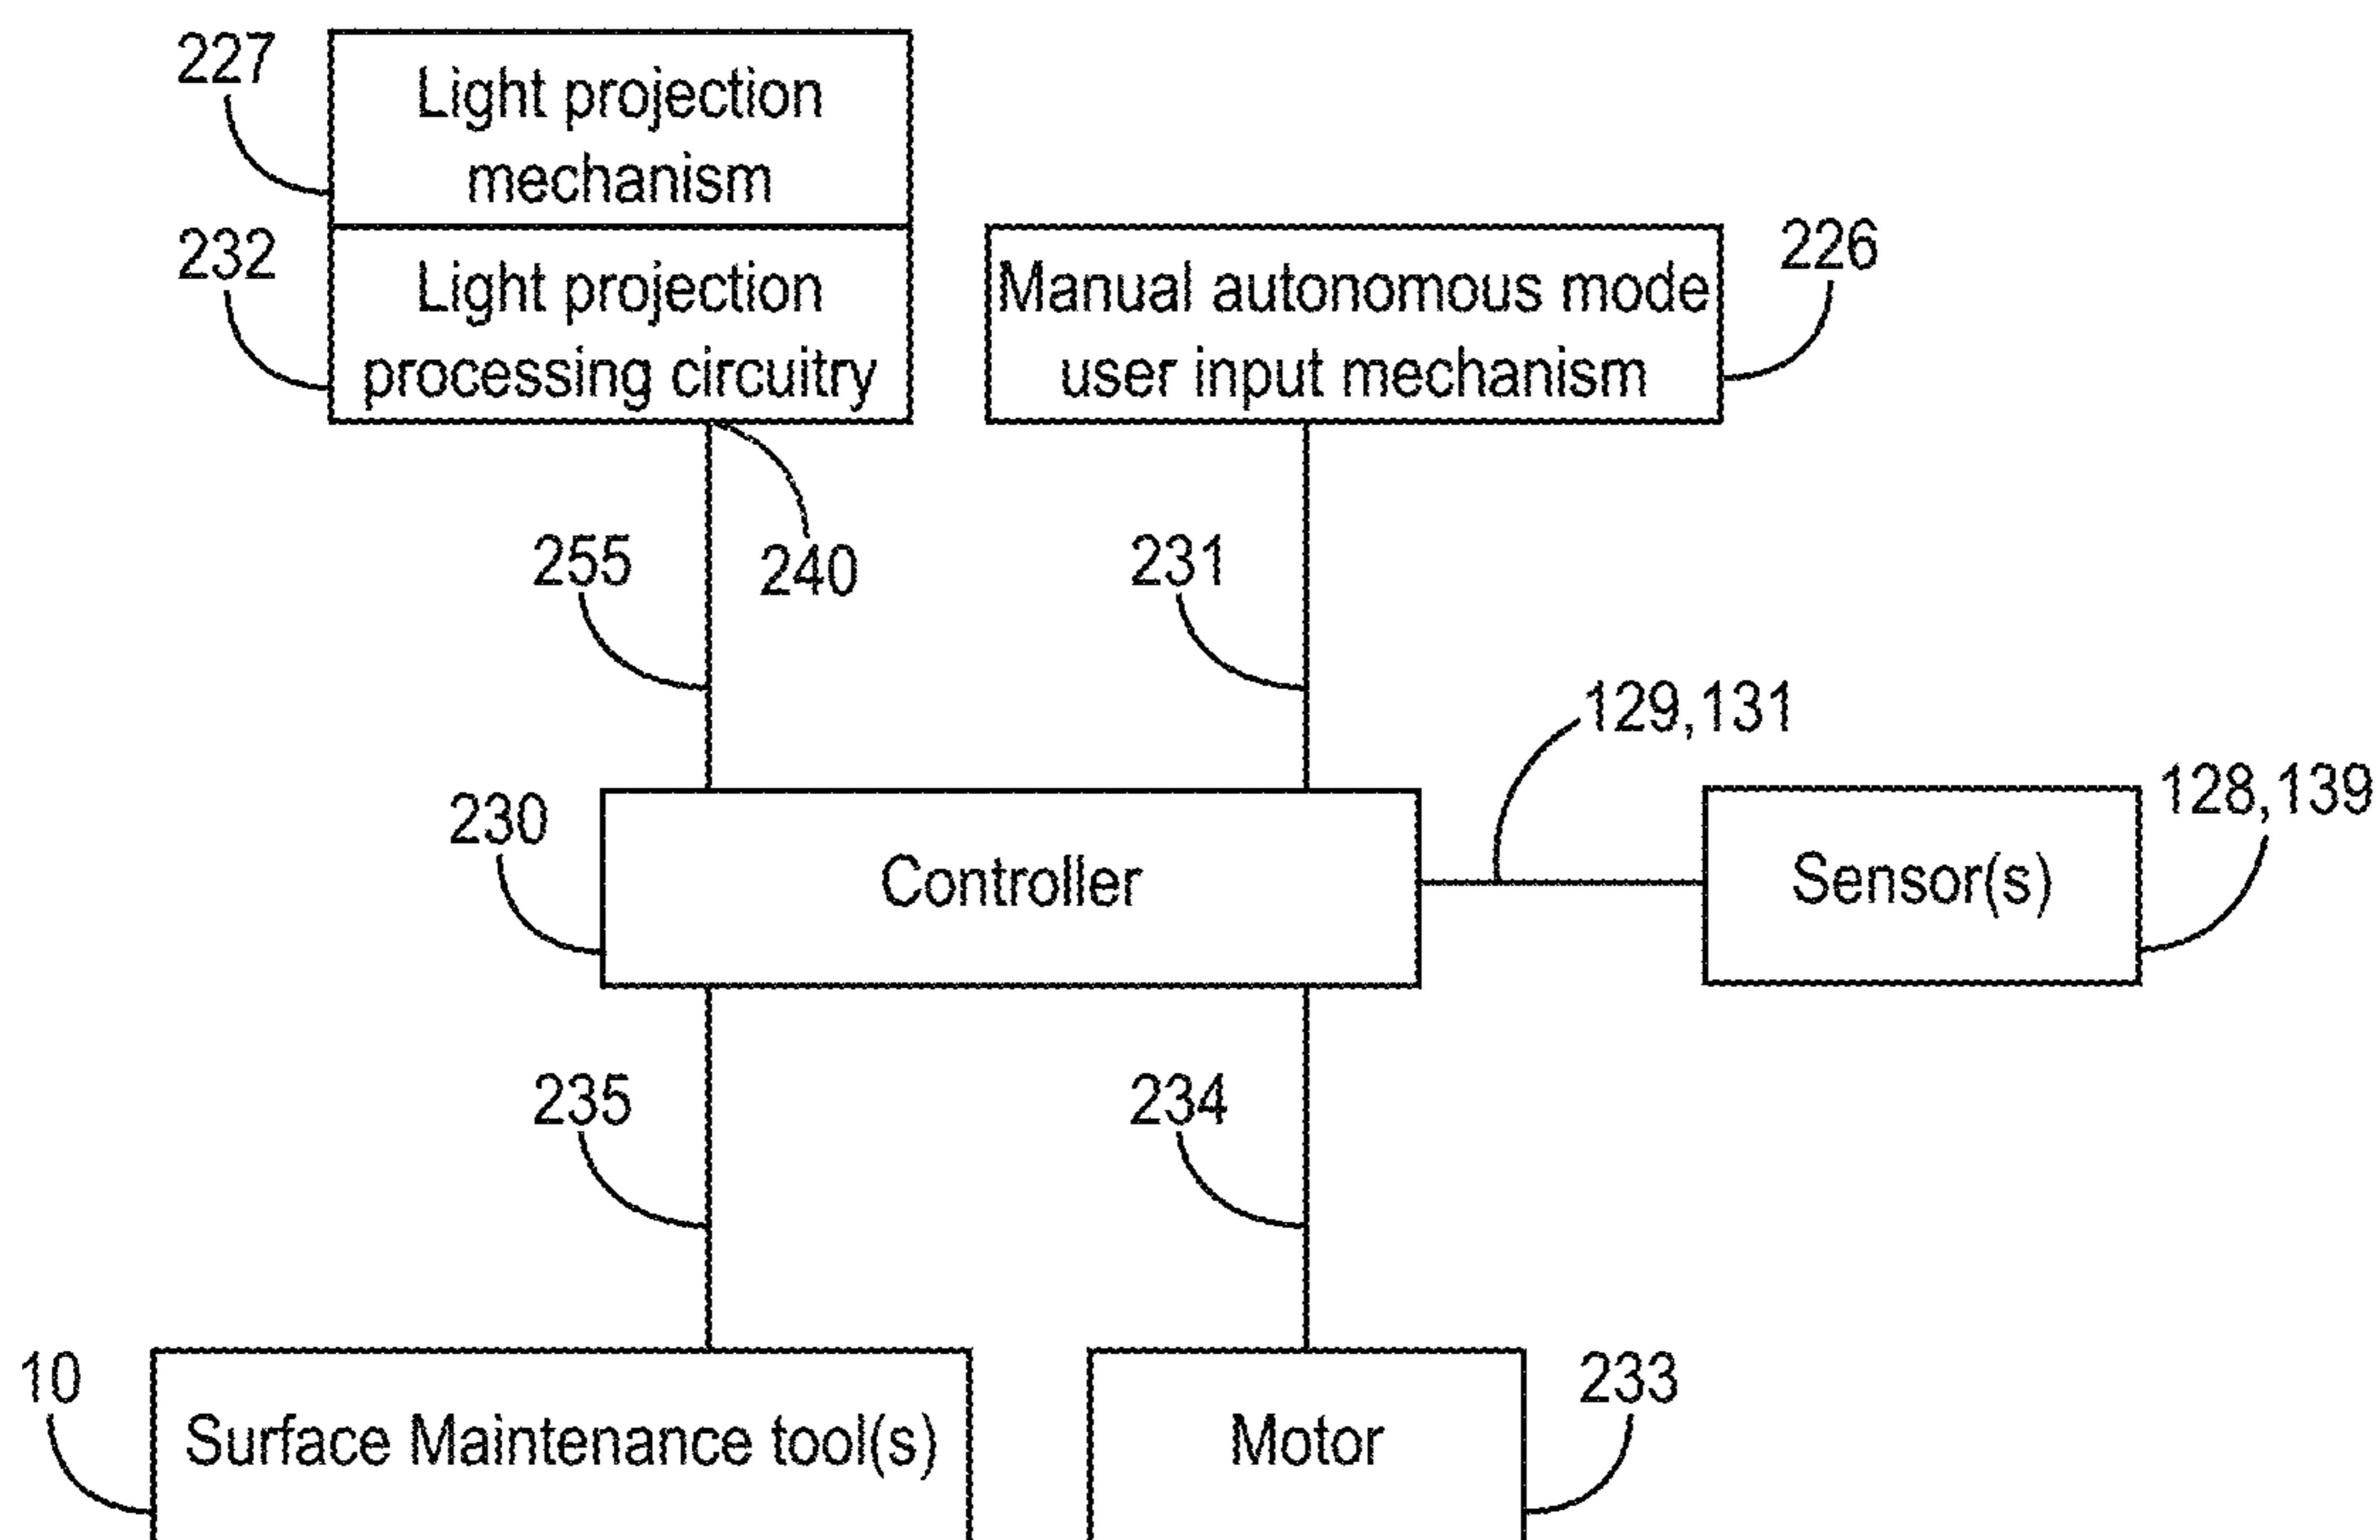 227
Light projection
mechanism
232
Light projection
processing circuitry
Manual autonomous mode
user input mechanism
226
255
240
231
129,131
230
Controller
Sensor(s)
128,139
235
234
10
Surface Maintenance tool(s)
Motor
233